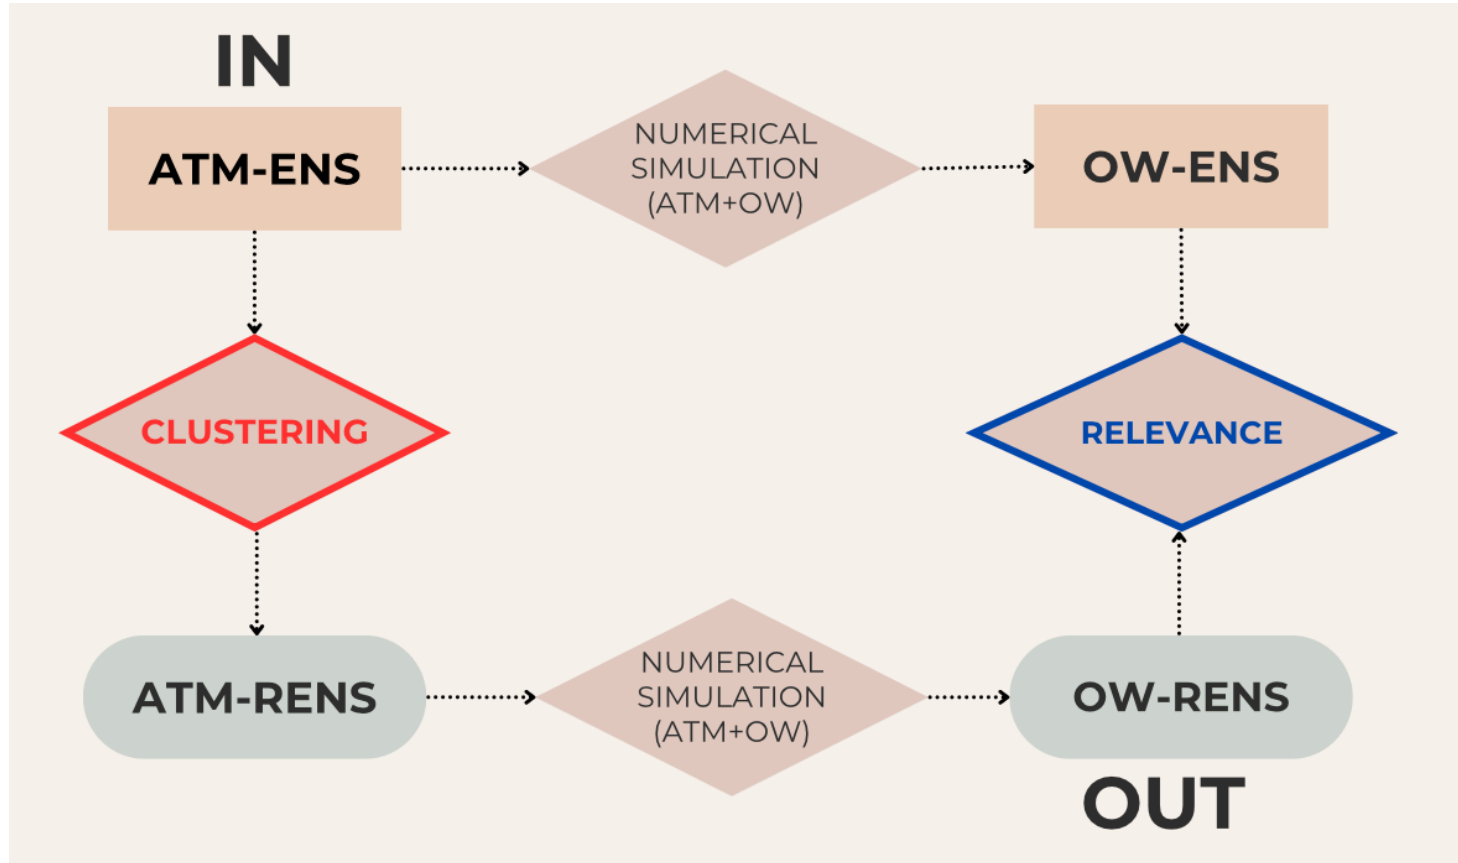 IN
ATM-ENS
NUMERICAL
SIMULATION
(ATM+OW)
OW-ENS
CLUSTERING
RELEVANCE
ATM-RENS
NUMERICAL
SIMULATION
(ATM+OW)
OW-RENS
OUT